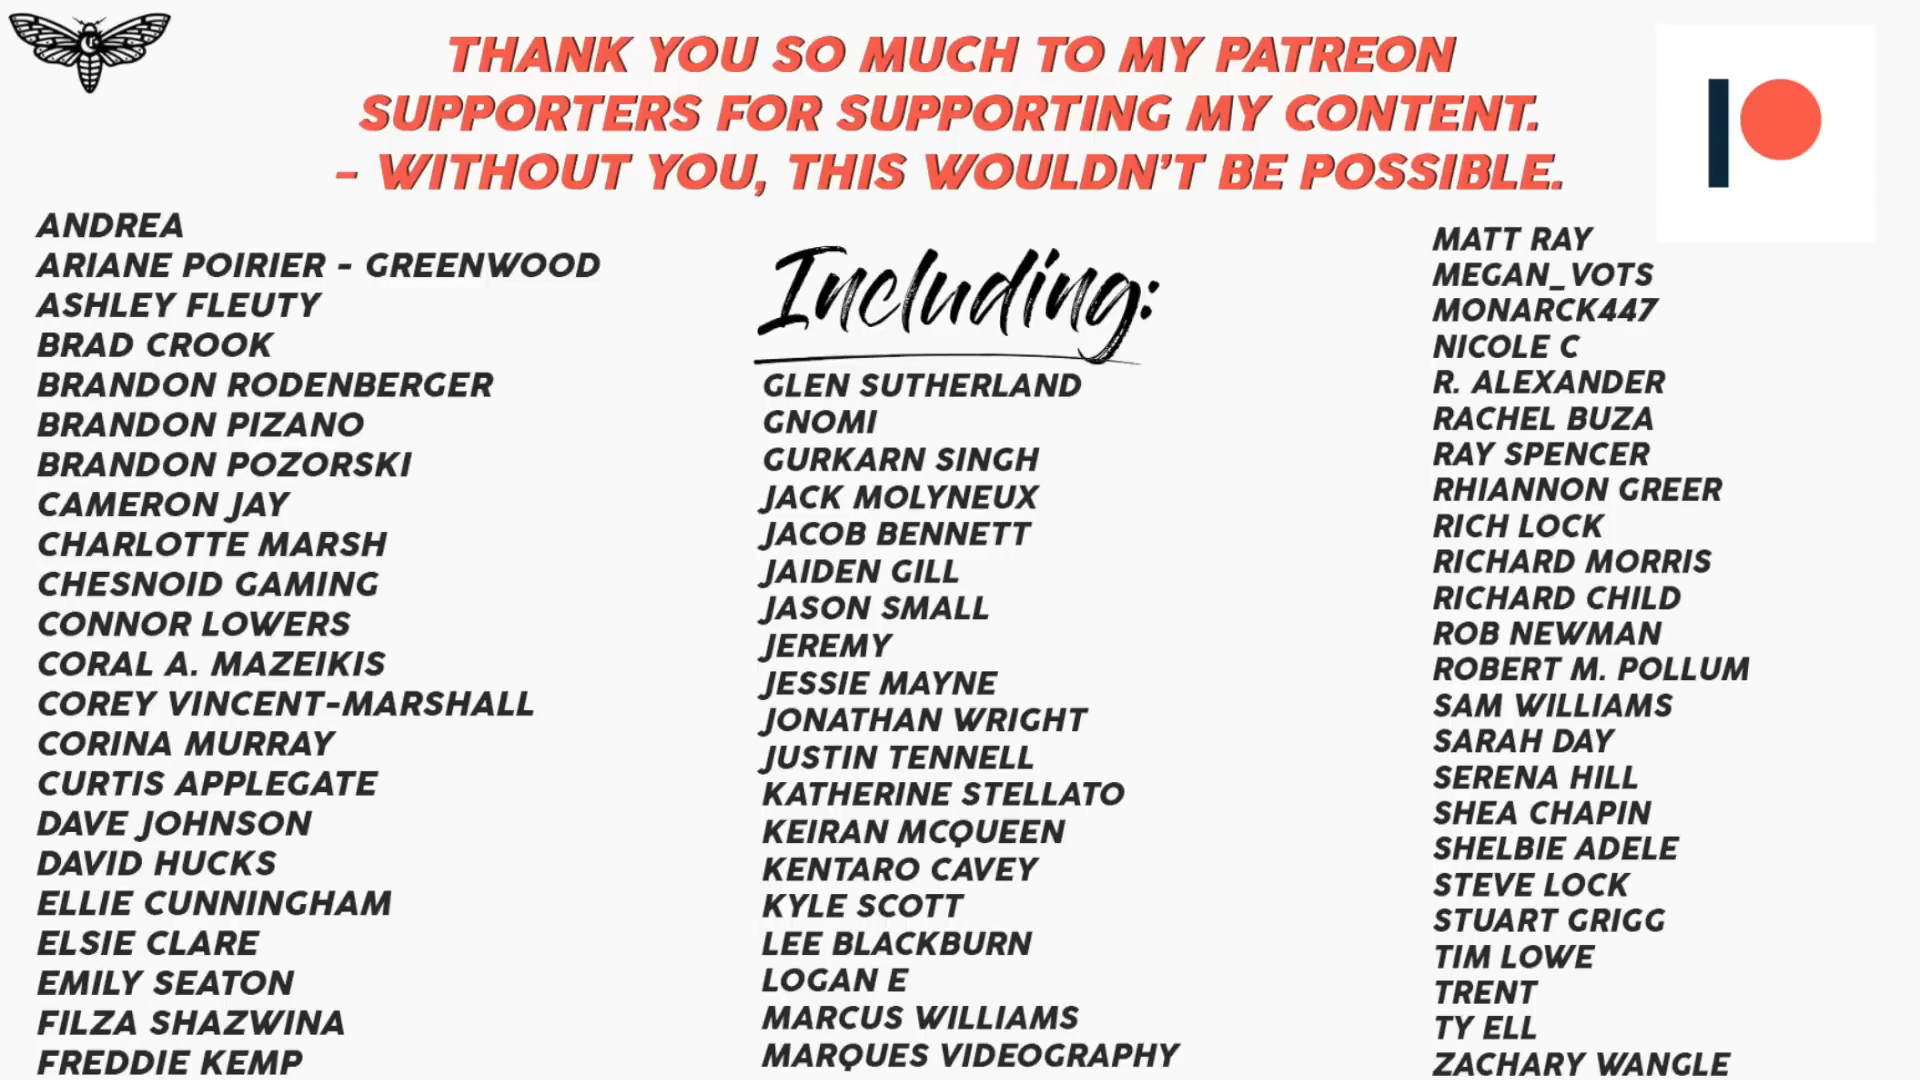 THANK YOU SO MUCH TO MY PATREON
SUPPORTERS FOR SUPPORTING MY CONTENT.
- WITHOUT YOU, THIS WOULDN'T BE POSSIBLE.
ANDREA
ARIANE POIRIER - GREENWOOD
ASHLEY FLEUTY
BRAD CROOK
BRANDON RODENBERGER
BRANDON PIZANO
BRANDON POZORSKI
CAMERON JAY
CHARLOTTE MARSH
CHESNOID GAMING
CONNOR LOWERS
CORAL A. MAZEIKIS
COREY VINCENT-MARSHALL
CORINA MURRAY
CURTIS APPLEGATE
DAVE JOHNSON
DAVID HUCKS
ELLIE CUNNINGHAM
ELSIE CLARE
EMILY SEATON
FILZA SHAZWINA
FREDDIE KEMP
Including:
GLEN SUTHERLAND
GNOMI
GURKARN SINGH
JACK MOLYNEUX
JACOB BENNETT
JAIDEN GILL
JASON SMALL
JEREMY
JESSIE MAYNE
JONATHAN WRIGHT
JUSTIN TENNELL
KATHERINE STELLATO
KEIRAN MCQUEEN
KENTARO CAVEY
KYLE SCOTT
LEE BLACKBURN
LOGAN E
MARCUS WILLIAMS
MARQUES VIDEOGRAPHY
MATT RAY
MEGAN_VOTS
MONARCK447
NICOLE C
R. ALEXANDER
RACHEL BUZA
RAY SPENCER
RHIANNON GREER
RICH LOCK
RICHARD MORRIS
RICHARD CHILD
ROB NEWMAN
ROBERT M. POLLUM
SAM WILLIAMS
SARAH DAY
SERENA HILL
SHEA CHAPIN
SHELBIE ADELE
STEVE LOCK
STUART GRIGG
TIM LOWE
TRENT
TY ELL
ZACHARY WANGLE